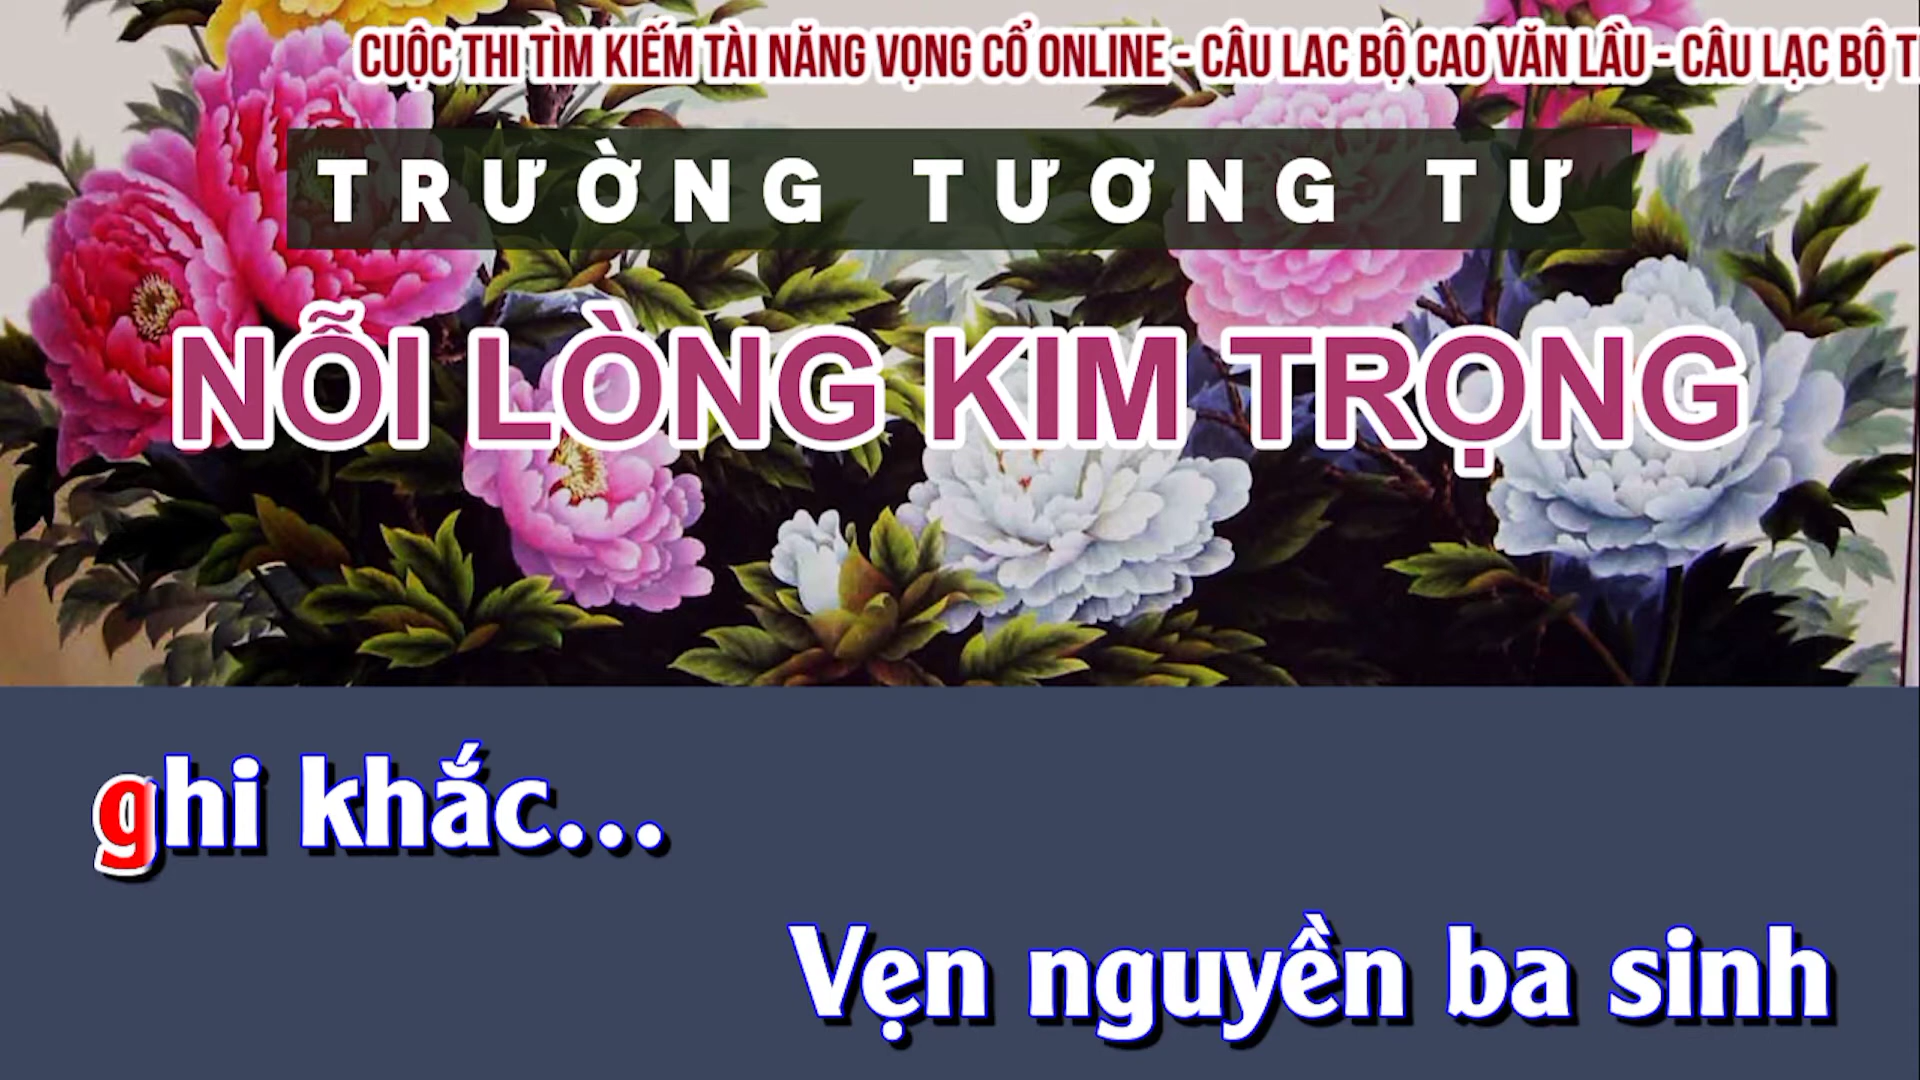 CUỘC THI TÌM KIẾM TÀI NĂNG VỌNG CỔ ONLINE - CÂU LAC BỘ CAO VĂN LẦU - CÂU LẠC BỘ T
TRƯỜNG TƯƠNG TƯ
NỖI LÒNG KIM TRỌNG
ghi khắc...
Vẹn nguyền ba sinh